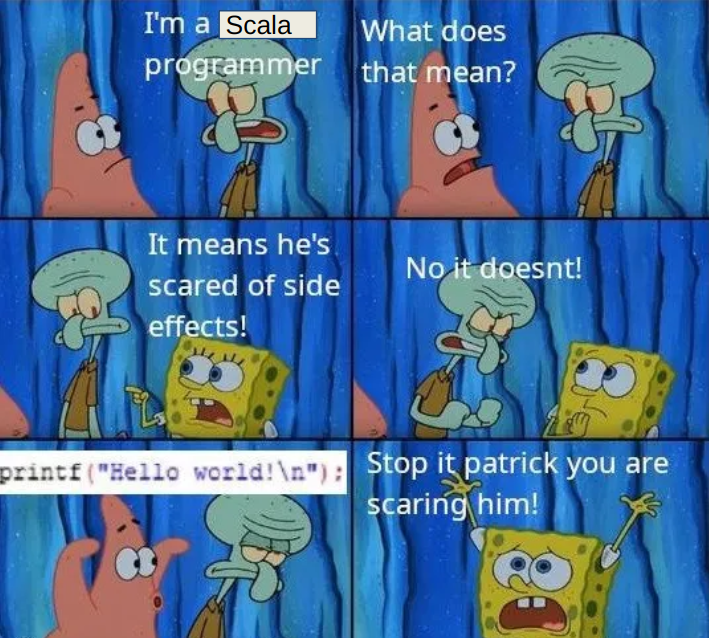 I'm a Scala
programmer
What does
that mean?
It means he's
scared of side
effects!
No it doesnt!
printf("Hello world!\n");
Stop it patrick you are
scaring him!